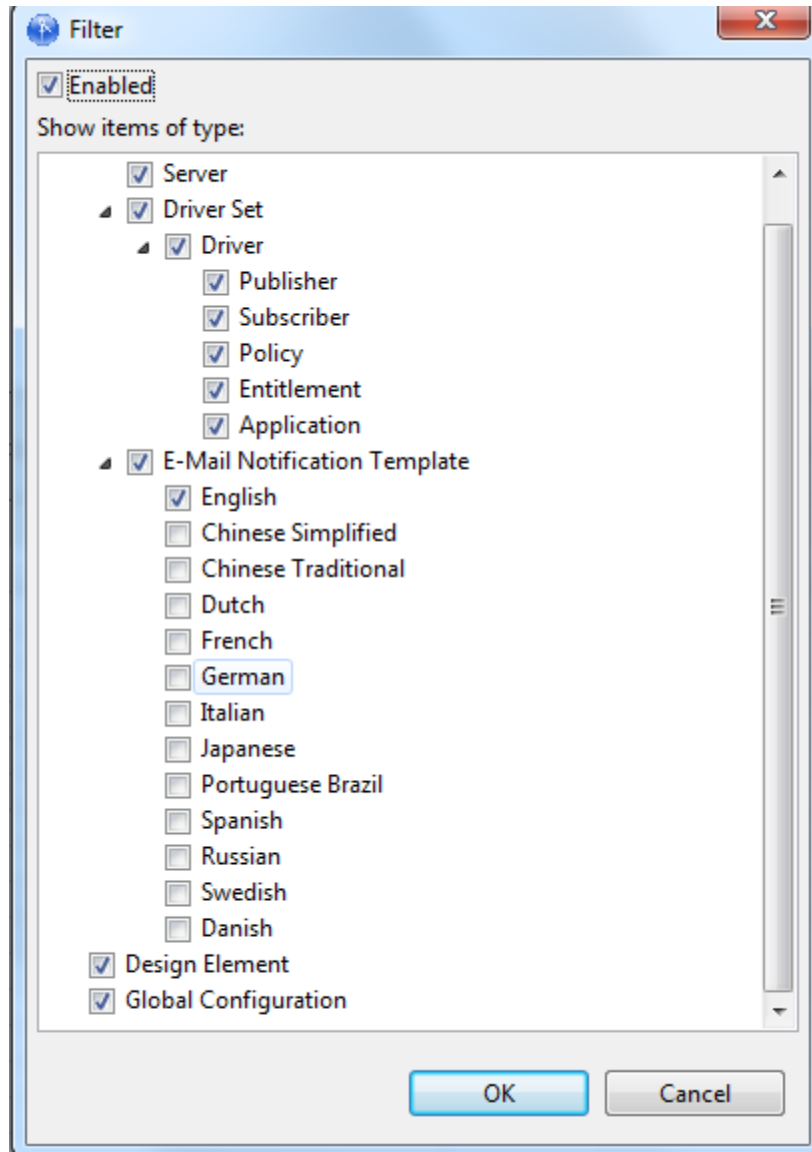 Filter
Enabled
Show items of type:
Server
Driver Set
Driver
Publisher
Subscriber
Policy
Entitlement
Application
E-Mail Notification Template
English
Chinese Simplified
Chinese Traditional
Dutch
French
German
Italian
Japanese
Portuguese Brazil
Spanish
Russian
Swedish
Danish
Design Element
Global Configuration
OK Cancel